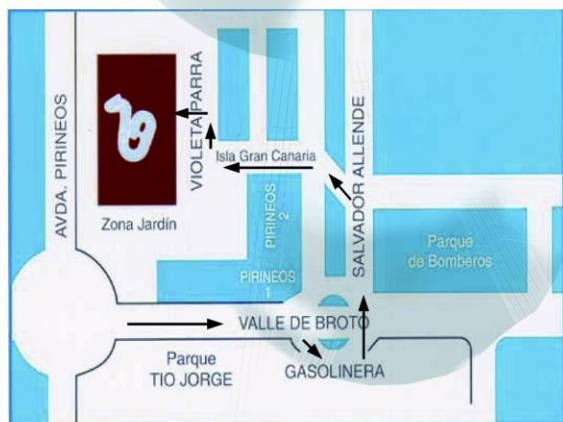 AVDA. PIRINEOS
VIOLETA PARRA
Isla Gran Canaria
SALVADOR ALLENDE
Zona Jardín
PIRINEOS
2
PIRINEOS
1
Parque
de Bomberos
VALLE DE BROTO
Parque
TIO JORGE
GASOLINERA